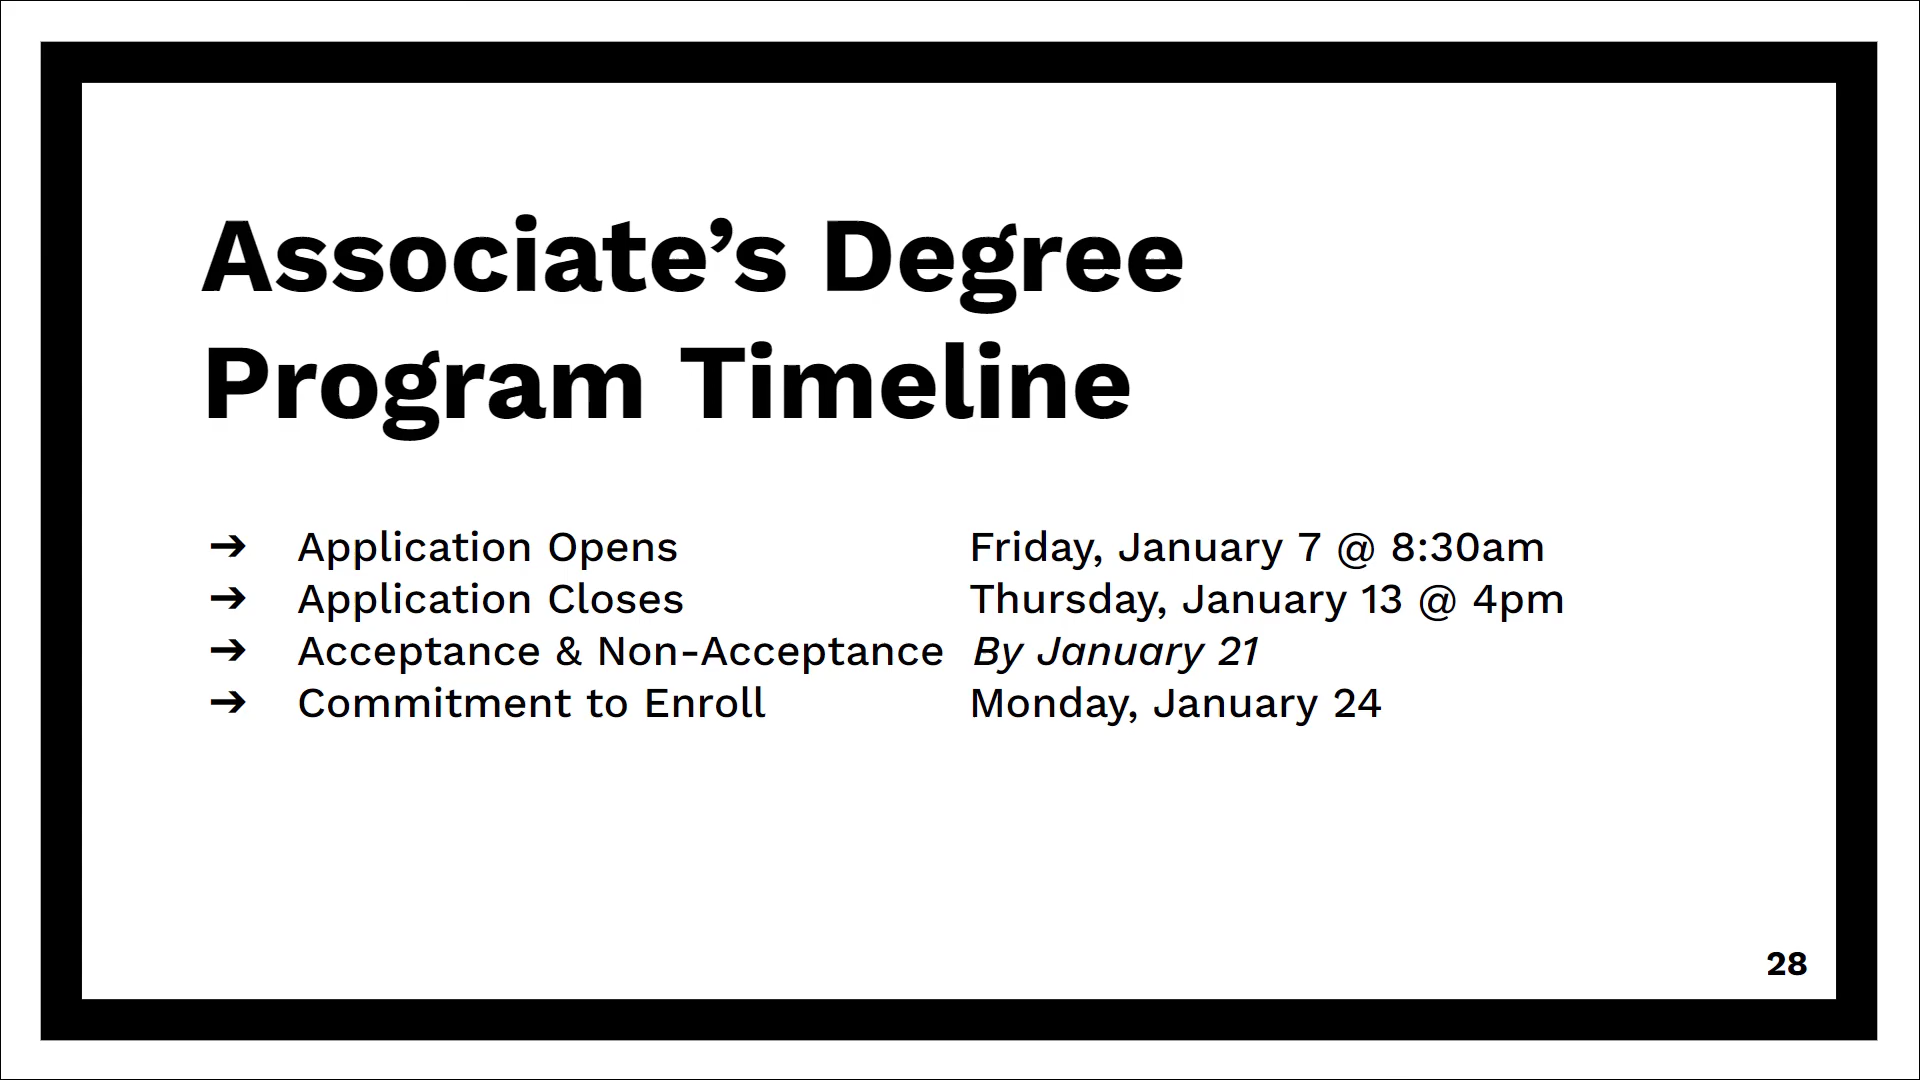 Associate’s Degree
Program Timeline
➔ Application Opens Friday, January 7 @ 8:30am
➔ Application Closes Thursday, January 13 @ 4pm
➔ Acceptance & Non-Acceptance By January 21
➔ Commitment to Enroll Monday, January 24
28